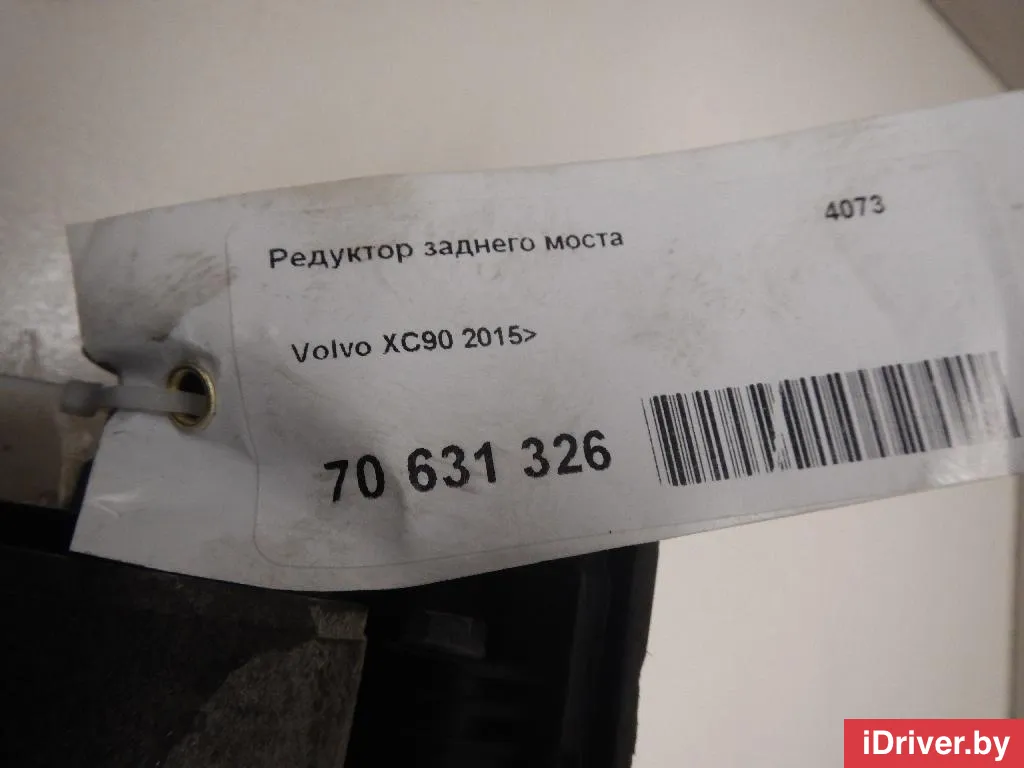 4073
Редуктор заднего моста
Volvo XC90 2015>
70 631 326
iDriver.by